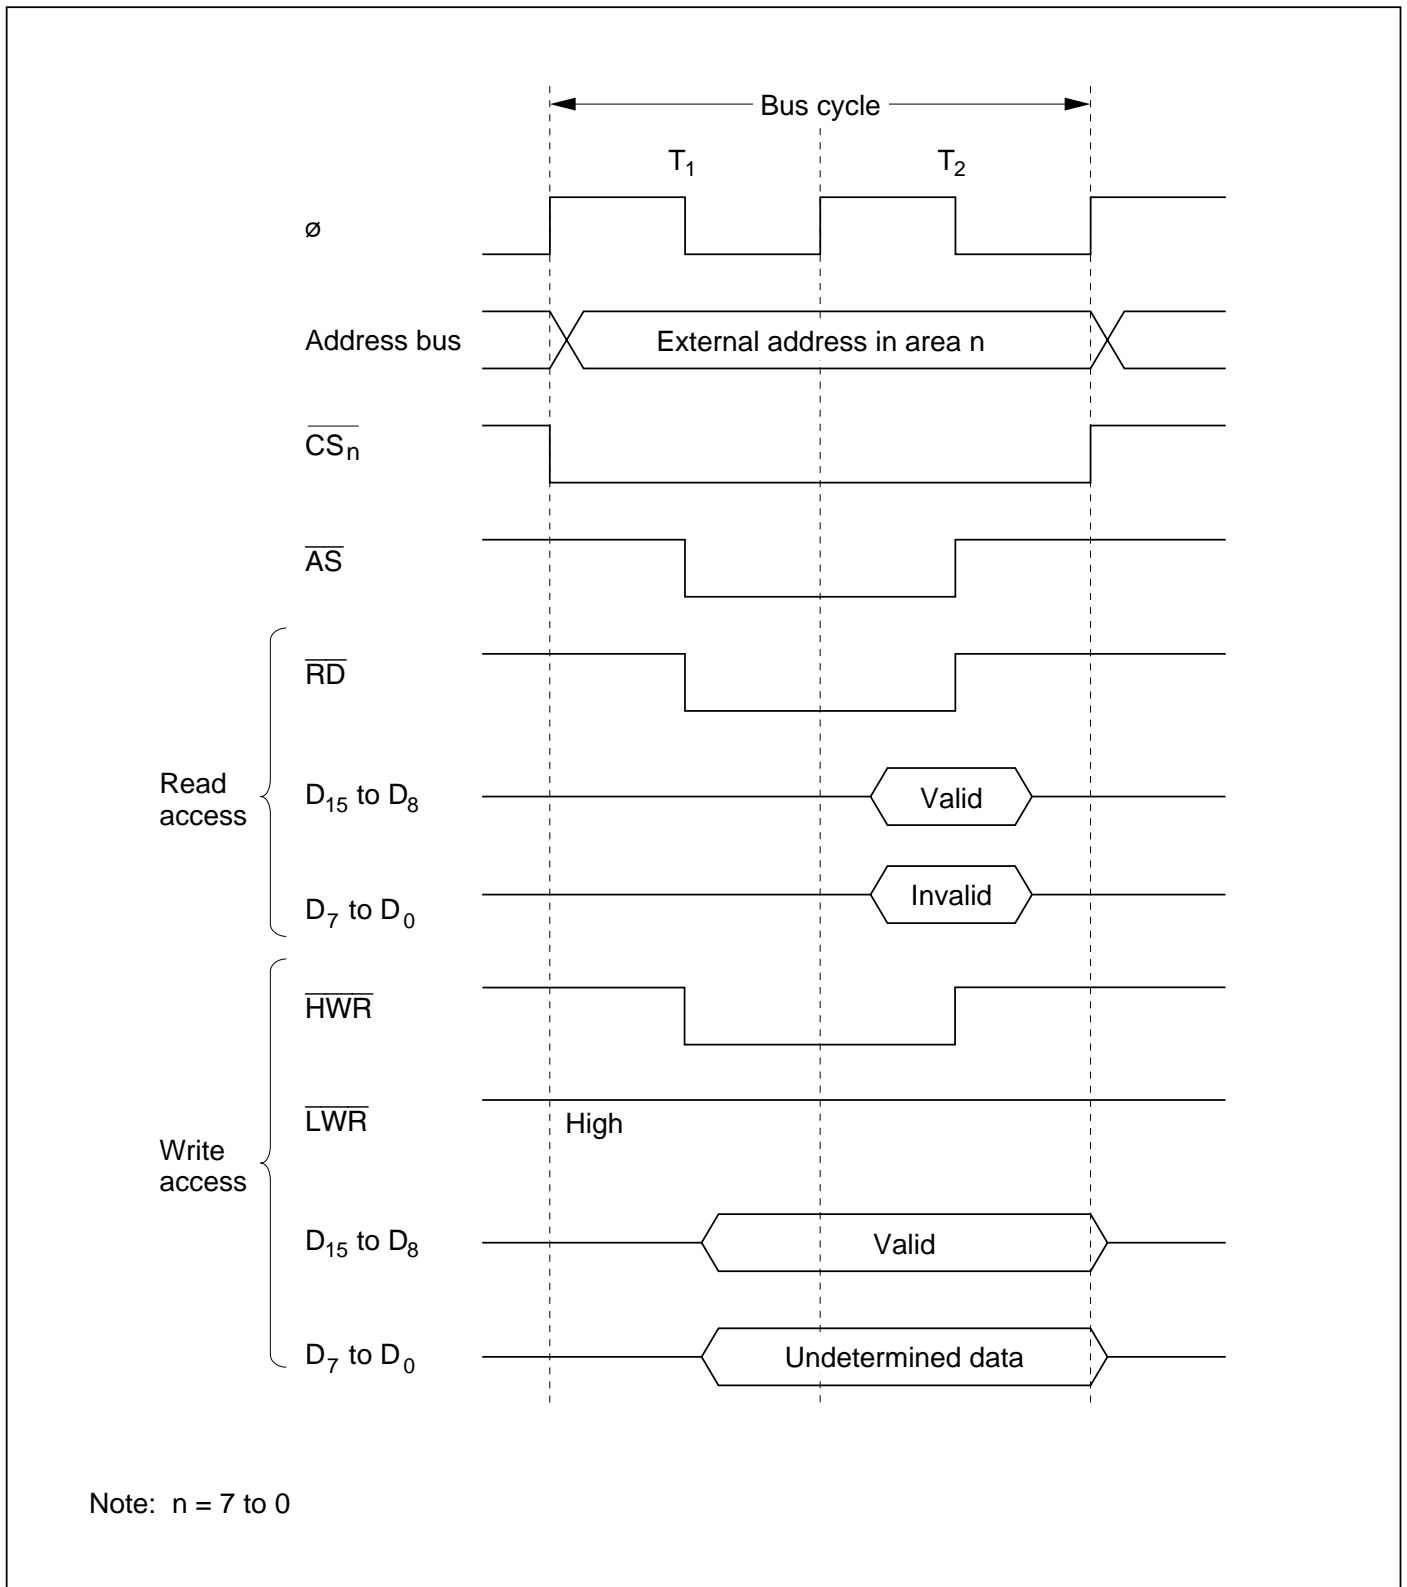 Bus cycle
T1 T2
ø
Address bus External address in area n
CSn
AS
RD
Read
access
D15 to D8 Valid
D7 to D0 Invalid
HWR
LWR High
Write
access
D15 to D8 Valid
D7 to D0 Undetermined data
Note: n = 7 to 0